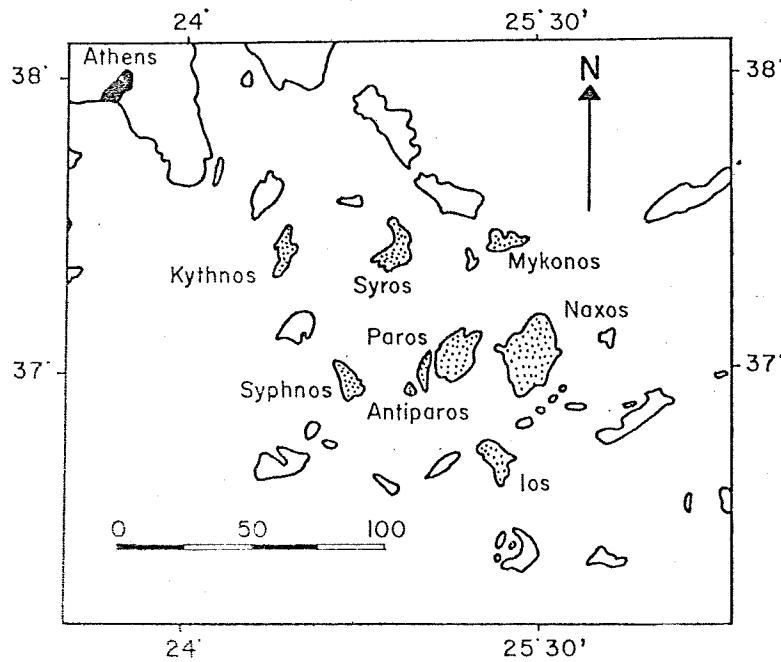 24˙ 25˙30'
Athens
38˙ 38˙
N
Kythnos Syros Mykonos
Naxos
Paros
37˙ 37˙
Syphnos Antiparos
Ios
0 50 100
24˙ 25˙30'